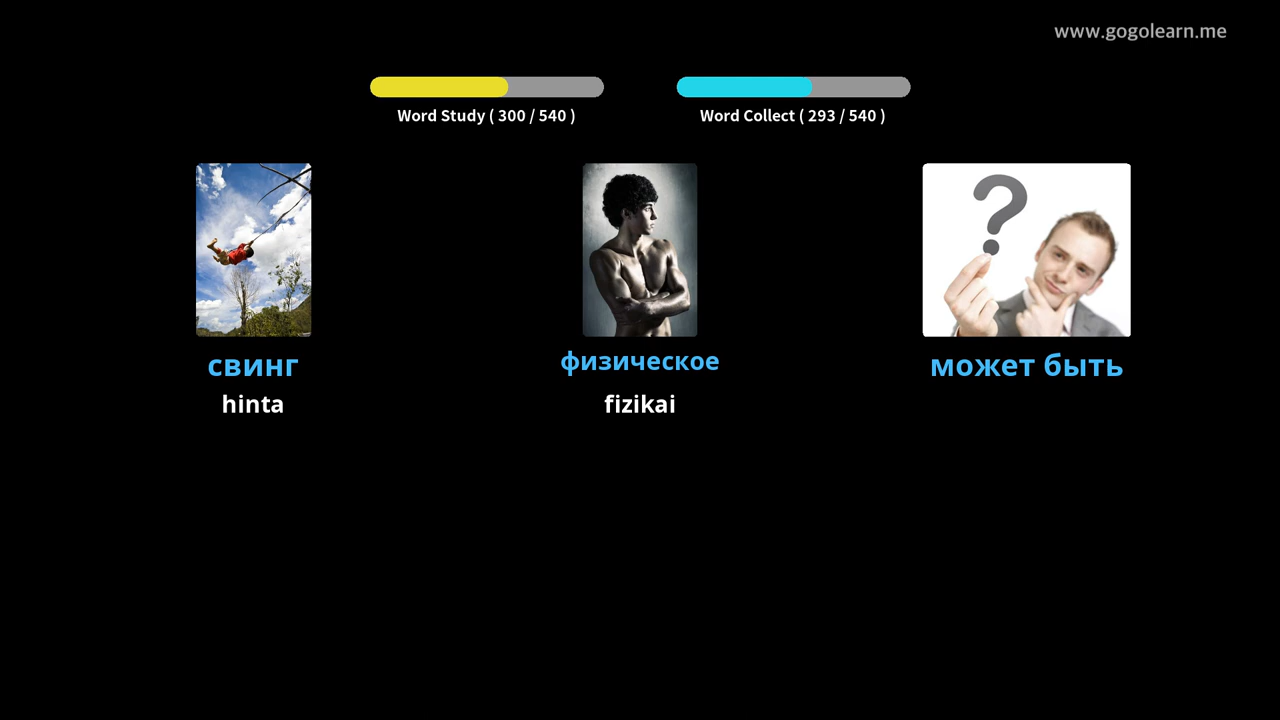 www.gogolearn.me
Word Study ( 300 / 540 )
Word Collect ( 293 / 540 )
свинг
hinta
физическое
fizikai
может быть